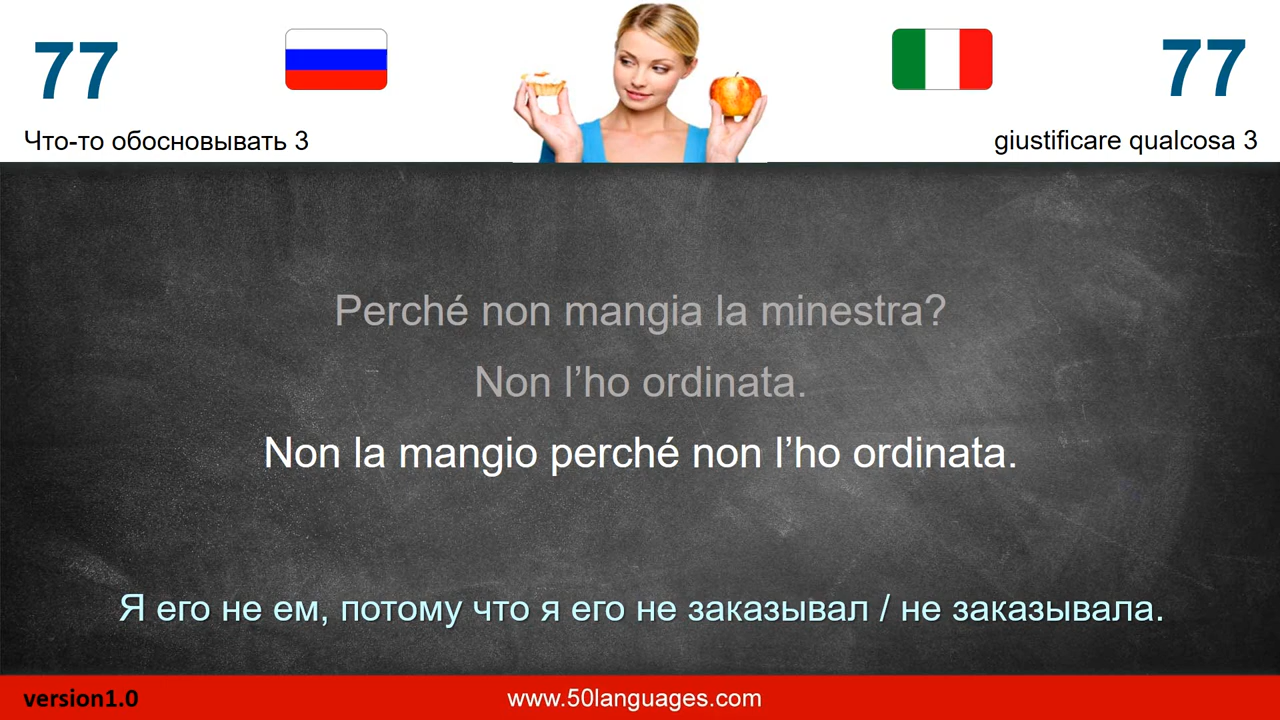 77
77
Что-то обосновывать 3
giustificare qualcosa 3
Perché non mangia la minestra?
Non l’ho ordinata.
Non la mangio perché non l’ho ordinata.
Я его не ем, потому что я его не заказывал / не заказывала.
version1.0
www.50languages.com